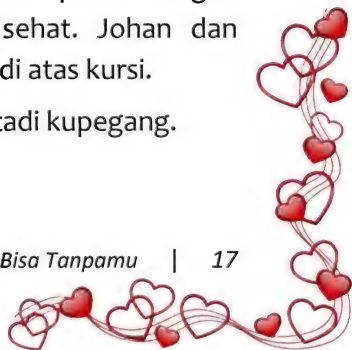 sehat. Johan dan
di atas kursi.
tadi kupegang.
Bisa Tanpamu | 17